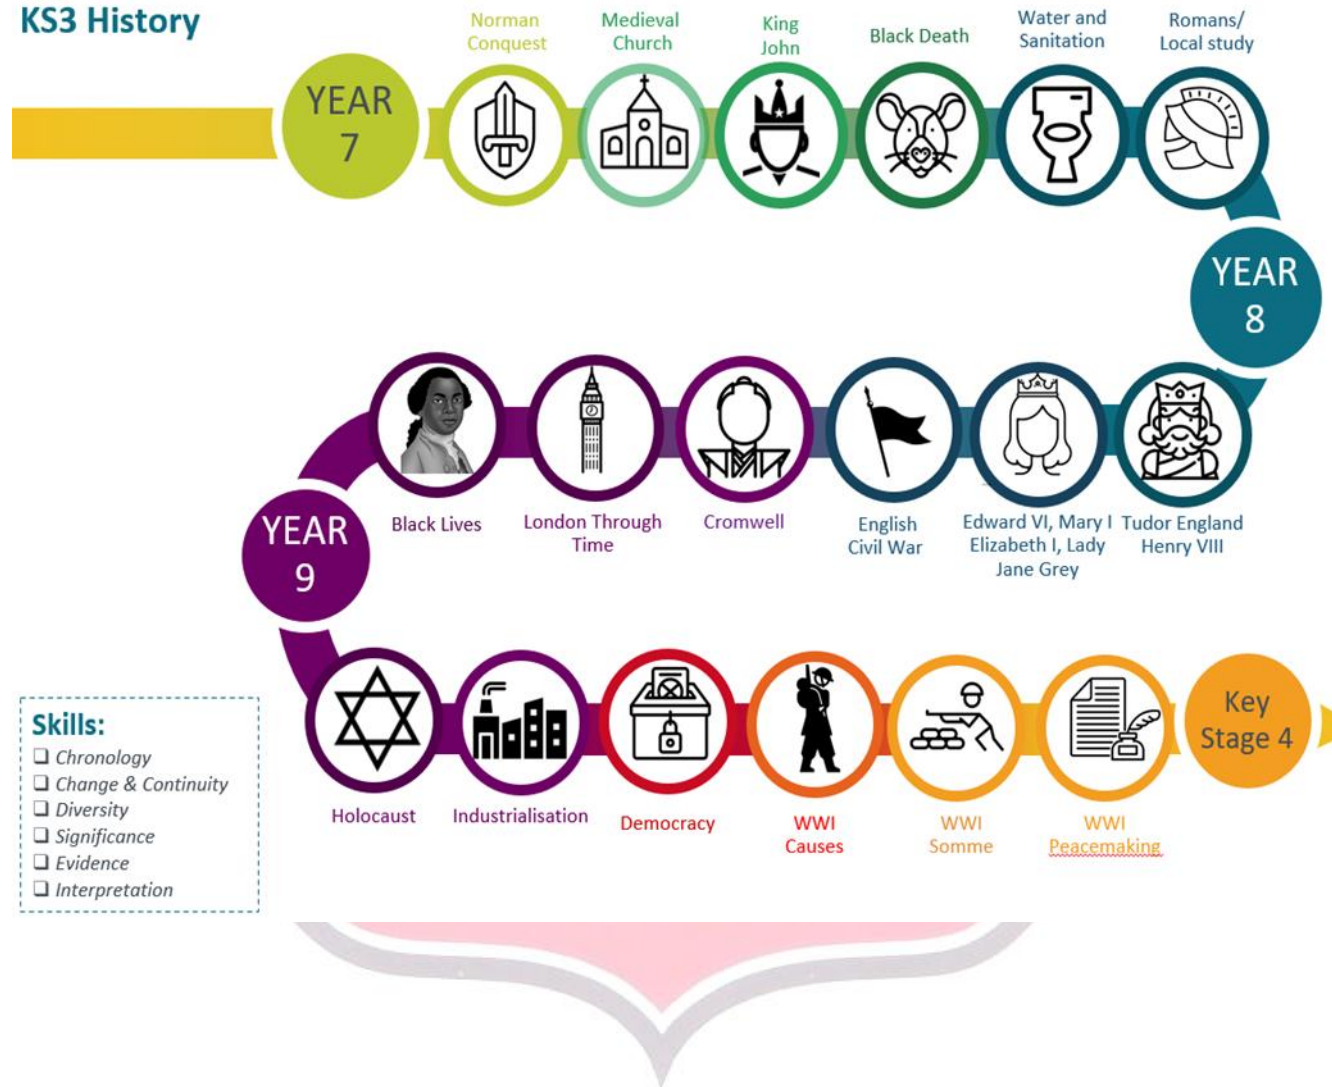 KS3 History
YEAR
7
Norman
Conquest
Medieval
Church
King
John
Black Death
Water and
Sanitation
Romans/
Local study
YEAR
8
Tudor England
Henry VIII
Edward VI, Mary I
Elizabeth I, Lady
Jane Grey
English
Civil War
Cromwell
London Through
Time
Black Lives
YEAR
9
Holocaust
Industrialisation
Democracy
WWI
Causes
WWI
Somme
WWI
Peacemaking
Key
Stage 4
Skills:
Chronology
Change & Continuity
Diversity
Significance
Evidence
Interpretation